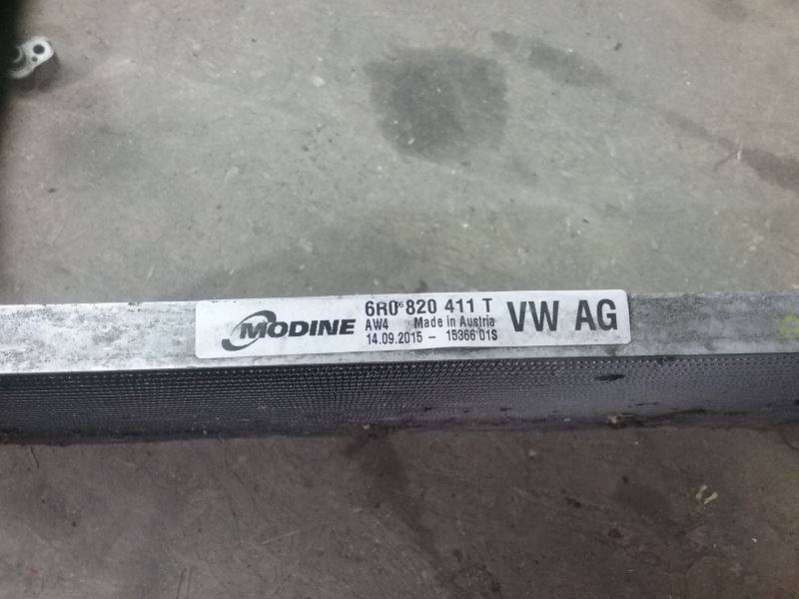 MODINE
6R0 820 411 T
AW4 Made in Austria
14.09.2015 - 15366 01S
VW AG